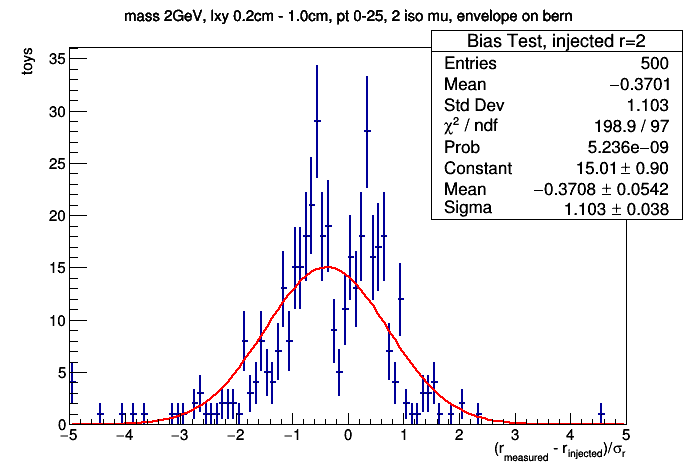 mass 2GeV, lxy 0.2cm - 1.0cm, pt 0-25, 2 iso mu, envelope on bern
Bias Test, injected r=2
Entries 500
Mean −0.3701
Std Dev 1.103
χ² / ndf 198.9 / 97
Prob 5.236e−09
Constant 15.01 ± 0.90
Mean −0.3708 ± 0.0542
Sigma 1.103 ± 0.038
toys
35
30
25
20
15
10
5
0
−5 −4 −3 −2 −1 0 1 2 3 4 5
(r_measured - r_injected)/σ_r